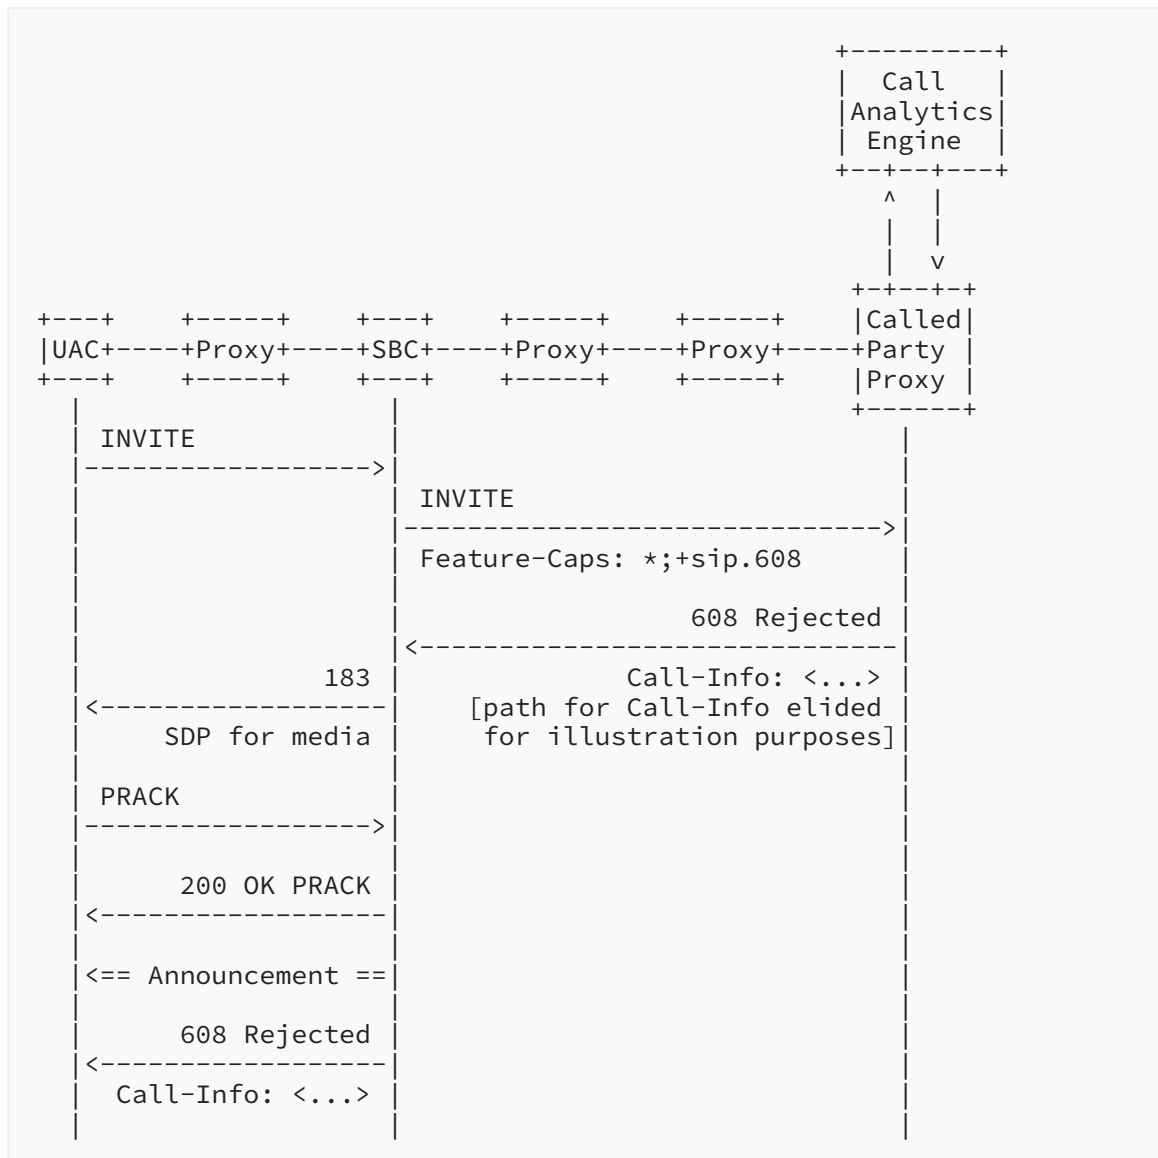 +---------+
                                                  |  Call   |
                                                  |Analytics|
                                                  | Engine  |
                                                  +--+--+---+
                                                     ^  |
                                                     |  |
                                                     |  v
                                                   +-+--+-+
+---+    +-----+    +---+    +-----+    +-----+    |Called|
|UAC+----+Proxy+----+SBC+----+Proxy+----+Proxy+----+Party |
+---+    +-----+    +---+    +-----+    +-----+    |Proxy |
  |                   |                            +------+
  | INVITE            |                               |
  |------------------>|                               |
  |                   | INVITE                        |
  |                   |------------------------------>|
  |                   | Feature-Caps: *;+sip.608      |
  |                   |                               |
  |                   |                  608 Rejected |
  |                   |<------------------------------|
  |               183 |              Call-Info: <...> |
  |<------------------|    [path for Call-Info elided |
  |     SDP for media |     for illustration purposes]|
  |                   |                               |
  | PRACK             |                               |
  |------------------>|                               |
  |                   |                               |
  |      200 OK PRACK |                               |
  |<------------------|                               |
  |                   |                               |
  |<== Announcement ==|                               |
  |                   |                               |
  |      608 Rejected |                               |
  |<------------------|                               |
  |  Call-Info: <...> |                               |
  |                   |                               |